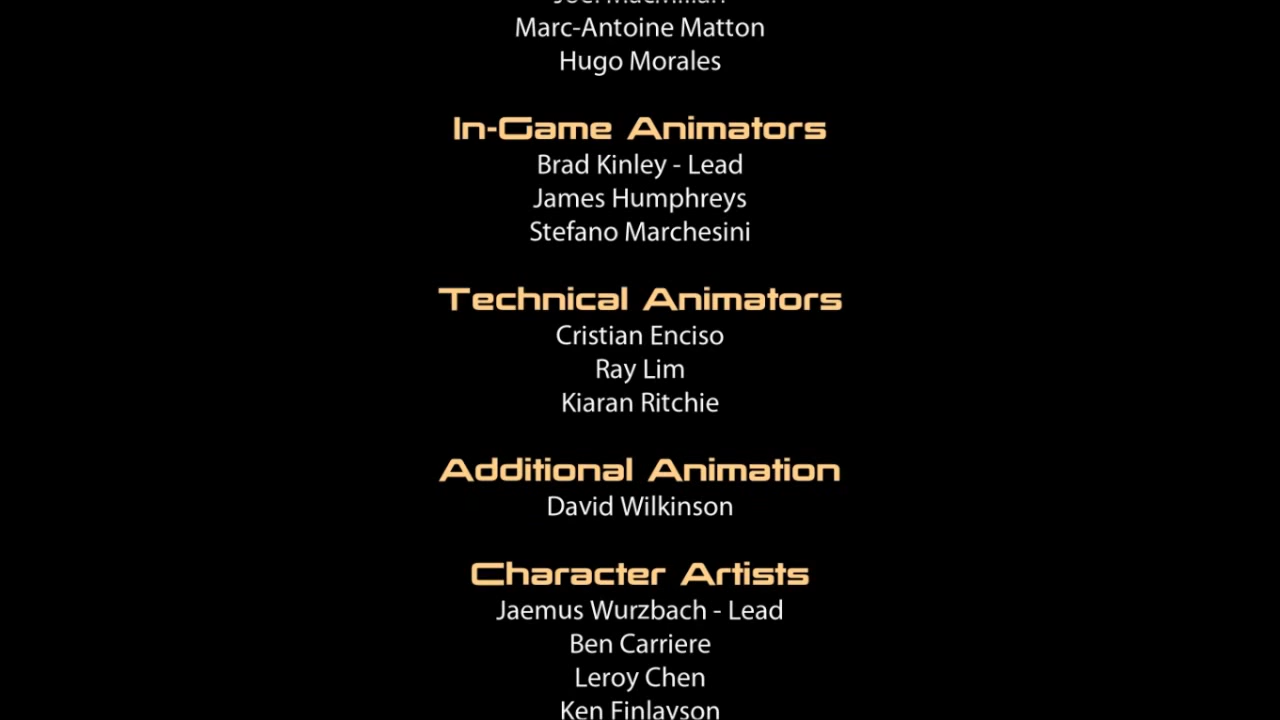 Marc-Antoine Matton
Hugo Morales
In-Game Animators
Brad Kinley - Lead
James Humphreys
Stefano Marchesini
Technical Animators
Cristian Enciso
Ray Lim
Kiaran Ritchie
Additional Animation
David Wilkinson
Character Artists
Jaemus Wurzbach - Lead
Ben Carriere
Leroy Chen
Ken Finlayson